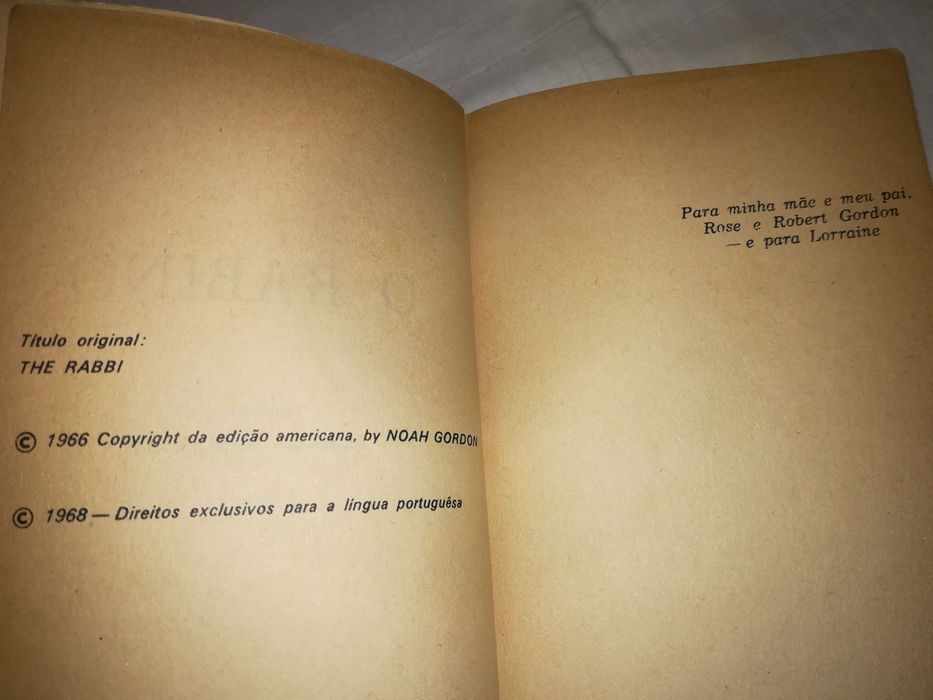 Título original:
THE RABBI
© 1966 Copyright da edição americana, by NOAH GORDON
© 1968 — Direitos exclusivos para a língua portuguêsa
Para minha mãe e meu pai,
Rose e Robert Gordon
— e para Lorraine